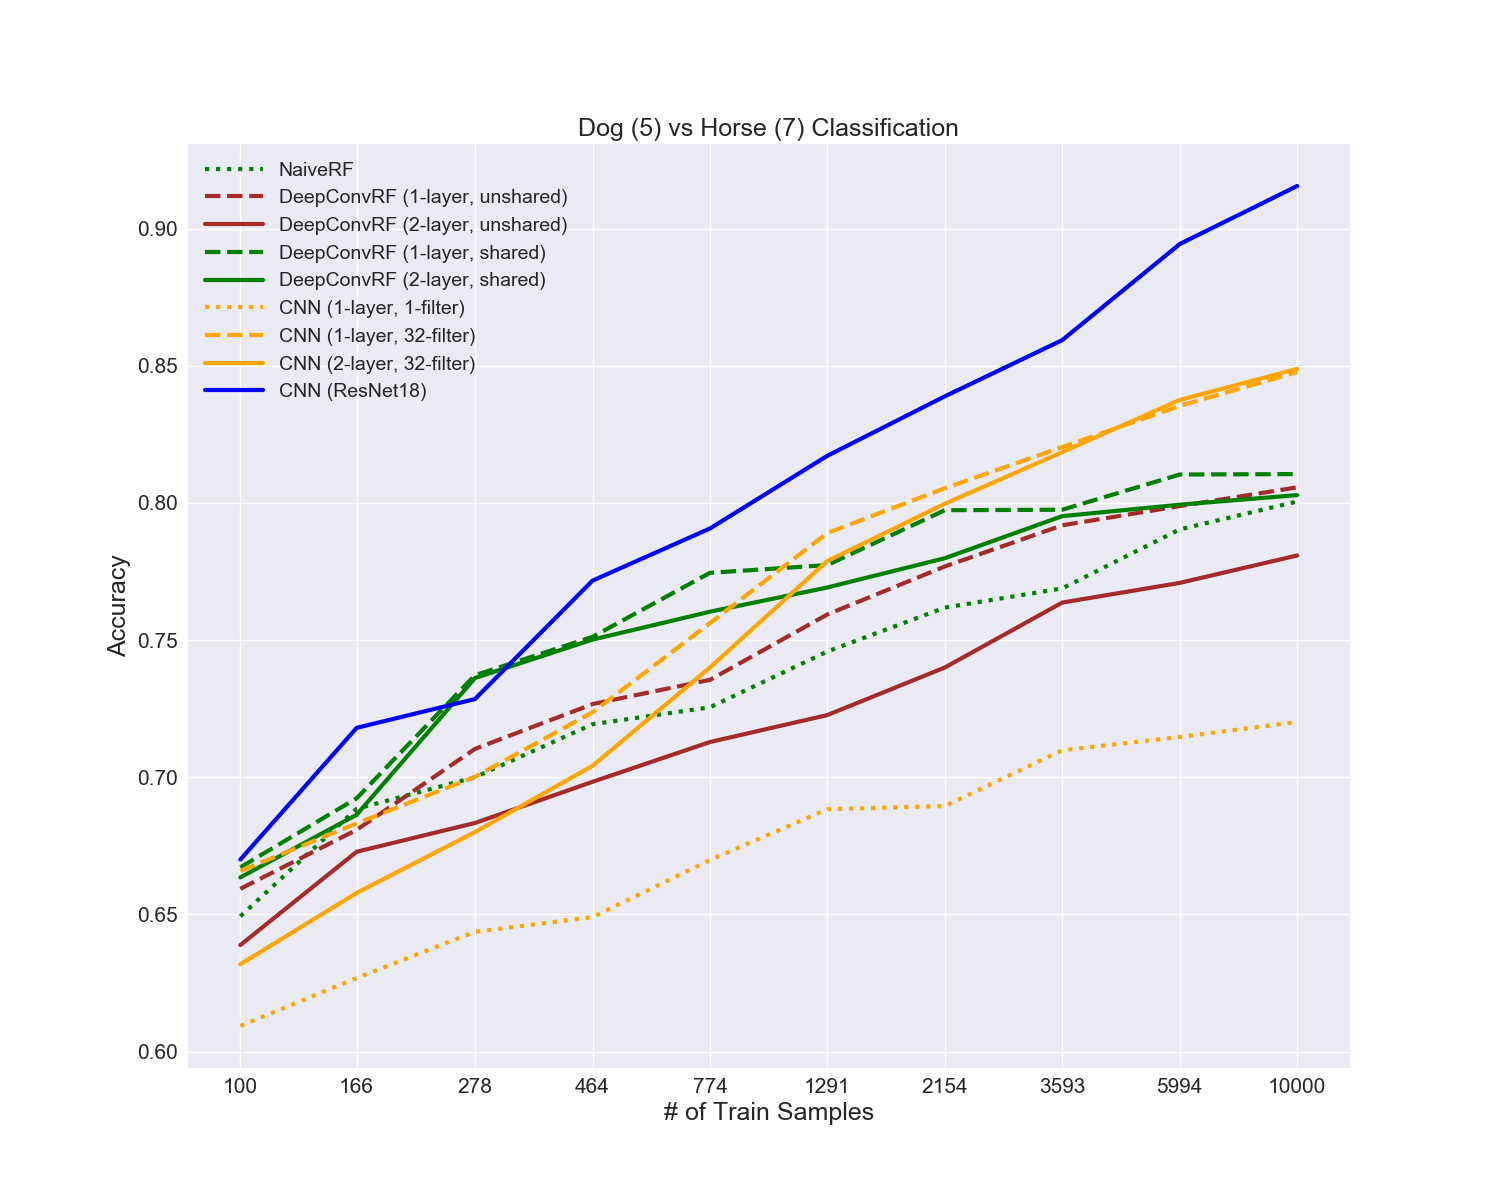 Dog (5) vs Horse (7) Classification
NaiveRF
DeepConvRF (1-layer, unshared)
DeepConvRF (2-layer, unshared)
DeepConvRF (1-layer, shared)
DeepConvRF (2-layer, shared)
CNN (1-layer, 1-filter)
CNN (1-layer, 32-filter)
CNN (2-layer, 32-filter)
CNN (ResNet18)
0.90
0.85
0.80
0.75
0.70
0.65
0.60
Accuracy
100 166 278 464 774 1291 2154 3593 5994 10000
# of Train Samples